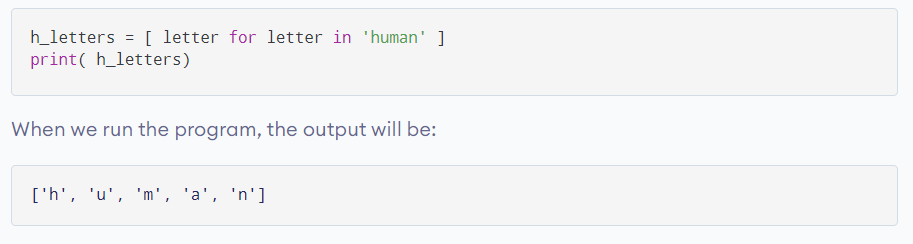 h_letters = [ letter for letter in 'human' ]
print( h_letters)
When we run the program, the output will be:
['h', 'u', 'm', 'a', 'n']